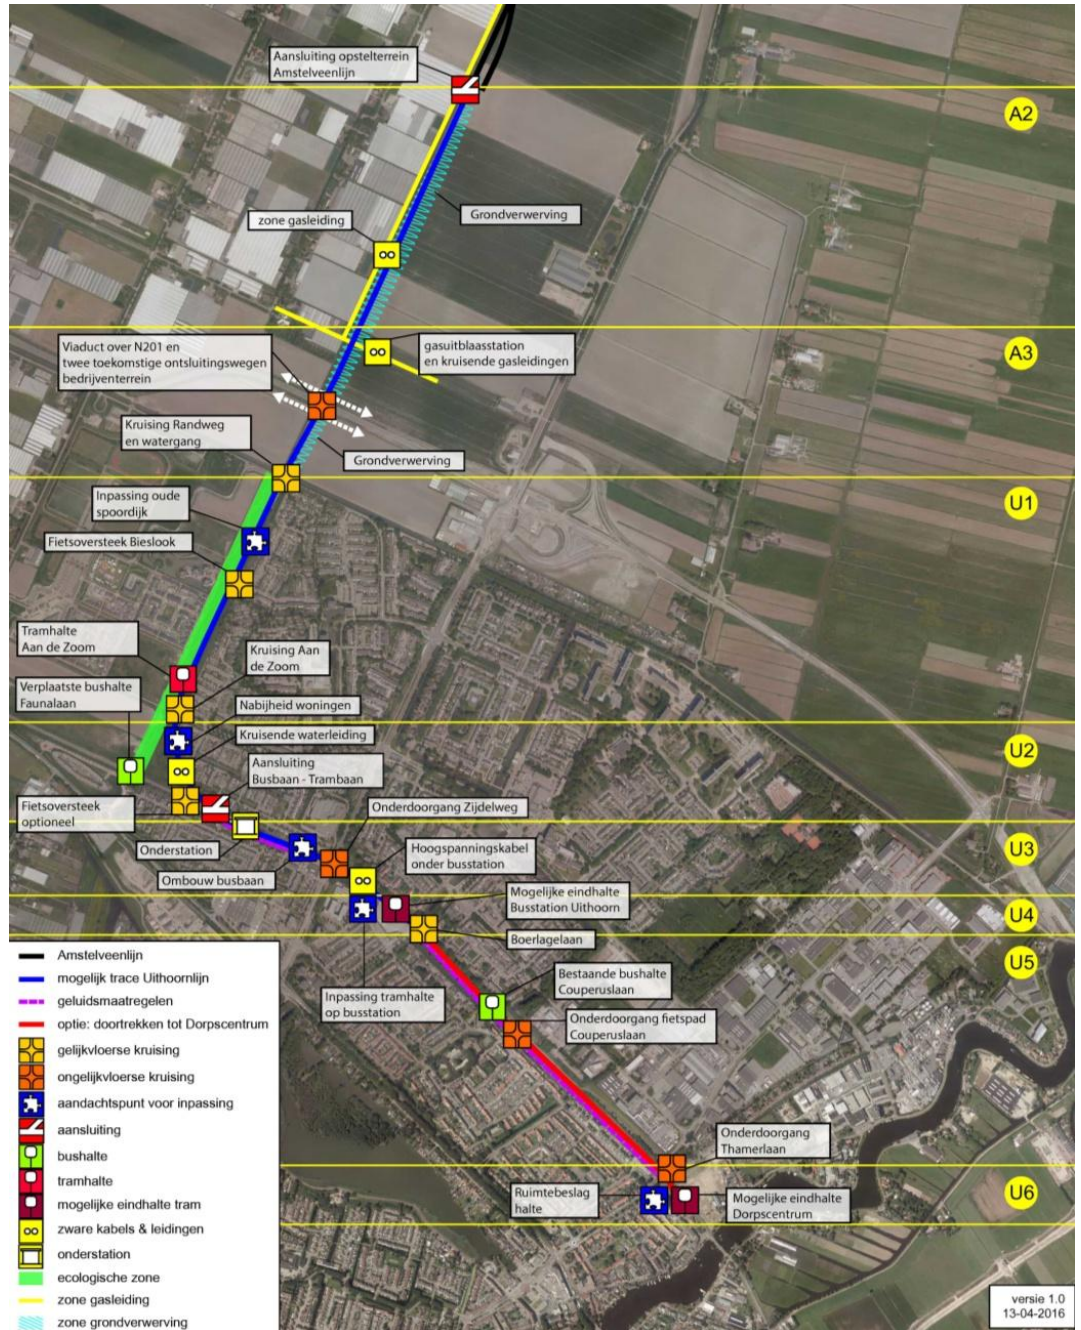 Aansluiting opstelterrein
Amstelveenlijn
A2
Grondverwerving
zone gasleiding
Viaduct over N201 en
twee toekomstige ontsluitingswegen
bedrijventerrein
gasuitblaasstation
en kruisende gasleidingen
A3
Kruising Randweg
en watergang
Grondverwerving
U1
Inpassing oude
spoordijk
Fietsoversteek Bieslook
Tramhalte
Aan de Zoom
Kruising Aan
de Zoom
Verplaatste bushalte
Faunalaan
Nabijheid woningen
Kruisende waterleiding
U2
Aansluiting
Busbaan - Trambaan
Fietsoversteek
optioneel
Onderdoorgang Zijdelweg
Onderstation
U3
Hoogspanningskabel
onder busstation
Ombouw busbaan
Mogelijke eindhalte
Busstation Uithoorn
U4
Boerlagelaan
U5
Bestaande bushalte
Couperuslaan
Inpassing tramhalte
op busstation
Onderdoorgang fietspad
Couperuslaan
Onderdoorgang
Thamerlaan
U6
Ruimtebeslag
halte
Mogelijke eindhalte
Dorpscentrum
Amstelveenlijn
mogelijk trace Uithoornlijn
geluidsmaatregelen
optie: doortrekken tot Dorpscentrum
gelijkvloerse kruising
ongelijkvloerse kruising
aandachtspunt voor inpassing
aansluiting
bushalte
tramhalte
mogelijke eindhalte tram
zware kabels & leidingen
onderstation
ecologische zone
zone gasleiding
zone grondverwerving
versie 1.0
13-04-2016